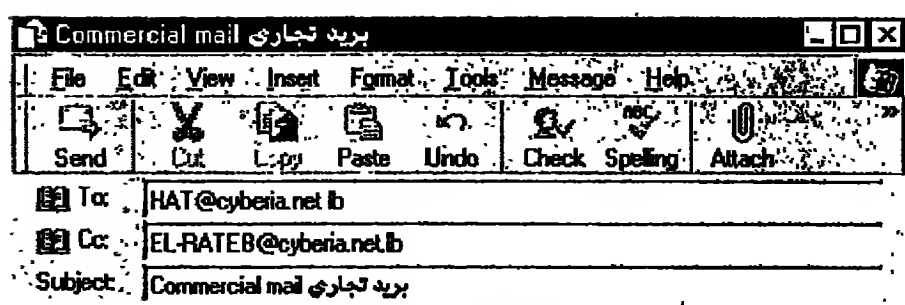 Commercial mail بريد تجاري
File Edit View Insert Format Tools Message Help
ABC
Send Cut Copy Paste Undo Check Spelling Attach »
To: HAT@cyberia.net.lb
Cc: EL-RATEB@cyberia.net.lb
Subject: Commercial mail بريد تجاري